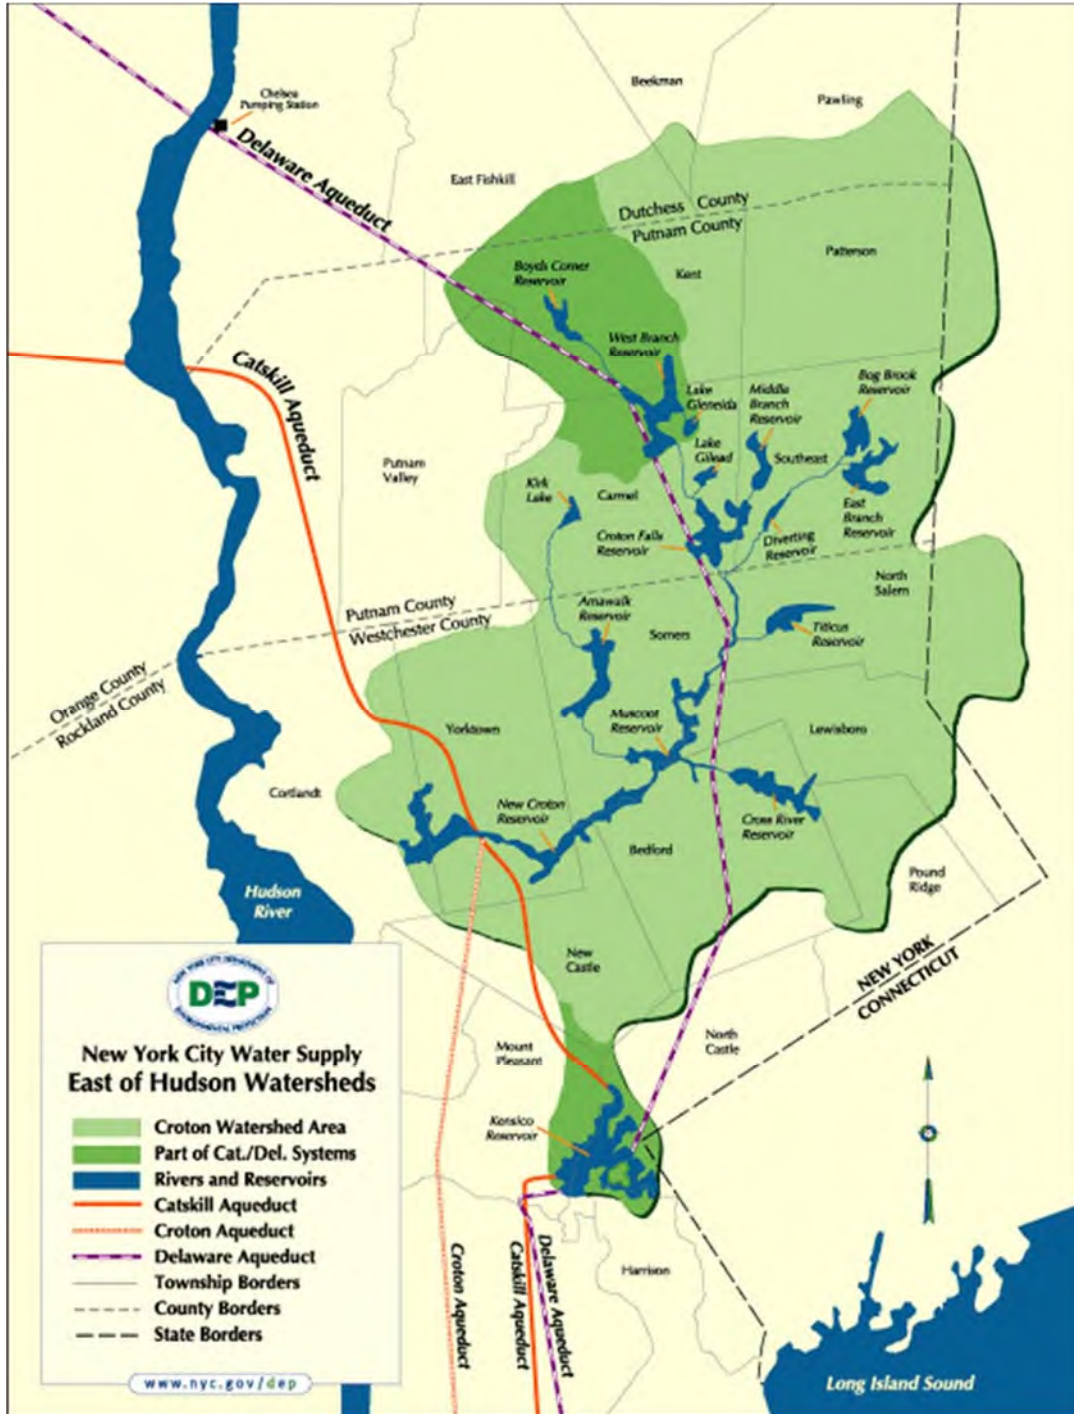 Beekman
Pawling
Chelsea
Pumping Station
Delaware Aqueduct
East Fishkill
Dutchess County
Putnam County
Patterson
Kent
Boyds Corner
Reservoir
West Branch
Reservoir
Catskill Aqueduct
Lake
Gleneida
Middle
Branch
Reservoir
Bog Brook
Reservoir
Putnam
Valley
Lake
Gilead
Southeast
Kirk
Lake
Carmel
East
Branch
Reservoir
Croton Falls
Reservoir
Diverting
Reservoir
North
Salem
Putnam County
Westchester County
Amawalk
Reservoir
Somers
Titicus
Reservoir
Orange County
Rockland County
Yorktown
Muscoot
Reservoir
Lewisboro
Cortlandt
New Croton
Reservoir
Cross River
Reservoir
Bedford
Pound
Ridge
Hudson
River
New
Castle
NEW YORK
CONNECTICUT
North
Castle
Mount
Pleasant
Kensico
Reservoir
Harrison
Croton Aqueduct
Catskill Aqueduct
Delaware Aqueduct
Long Island Sound
NEW YORK CITY DEPARTMENT OF
DEP
ENVIRONMENTAL PROTECTION
New York City Water Supply
East of Hudson Watersheds
Croton Watershed Area
Part of Cat./Del. Systems
Rivers and Reservoirs
Catskill Aqueduct
Croton Aqueduct
Delaware Aqueduct
Township Borders
County Borders
State Borders
www.nyc.gov/dep